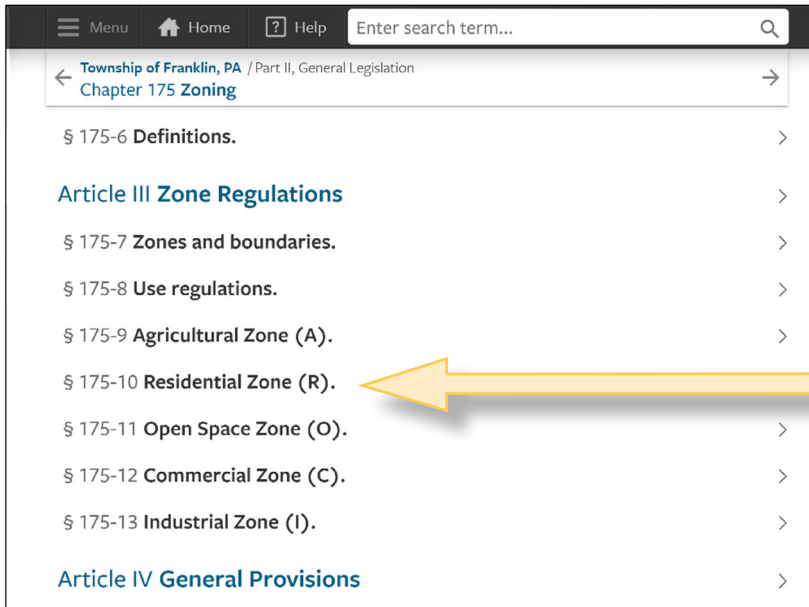 Menu Home ? Help Enter search term...
Township of Franklin, PA / Part II, General Legislation
Chapter 175 Zoning
§ 175-6 Definitions.
Article III Zone Regulations
§ 175-7 Zones and boundaries.
§ 175-8 Use regulations.
§ 175-9 Agricultural Zone (A).
§ 175-10 Residential Zone (R).
§ 175-11 Open Space Zone (O).
§ 175-12 Commercial Zone (C).
§ 175-13 Industrial Zone (I).
Article IV General Provisions